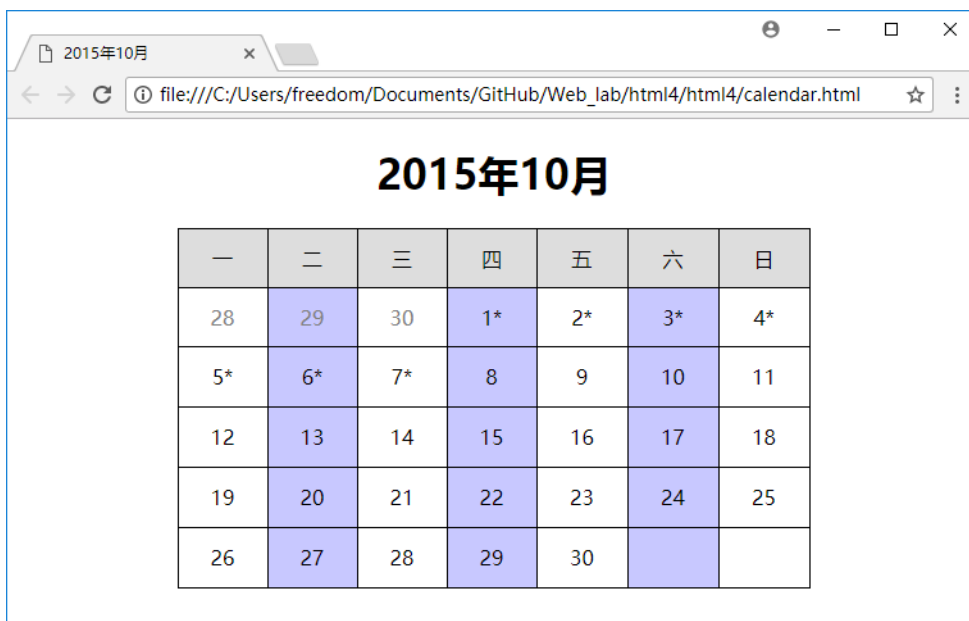 2015年10月
file:///C:/Users/freedom/Documents/GitHub/Web_lab/html4/html4/calendar.html
2015年10月
一 二 三 四 五 六 日
28 29 30 1* 2* 3* 4*
5* 6* 7* 8 9 10 11
12 13 14 15 16 17 18
19 20 21 22 23 24 25
26 27 28 29 30